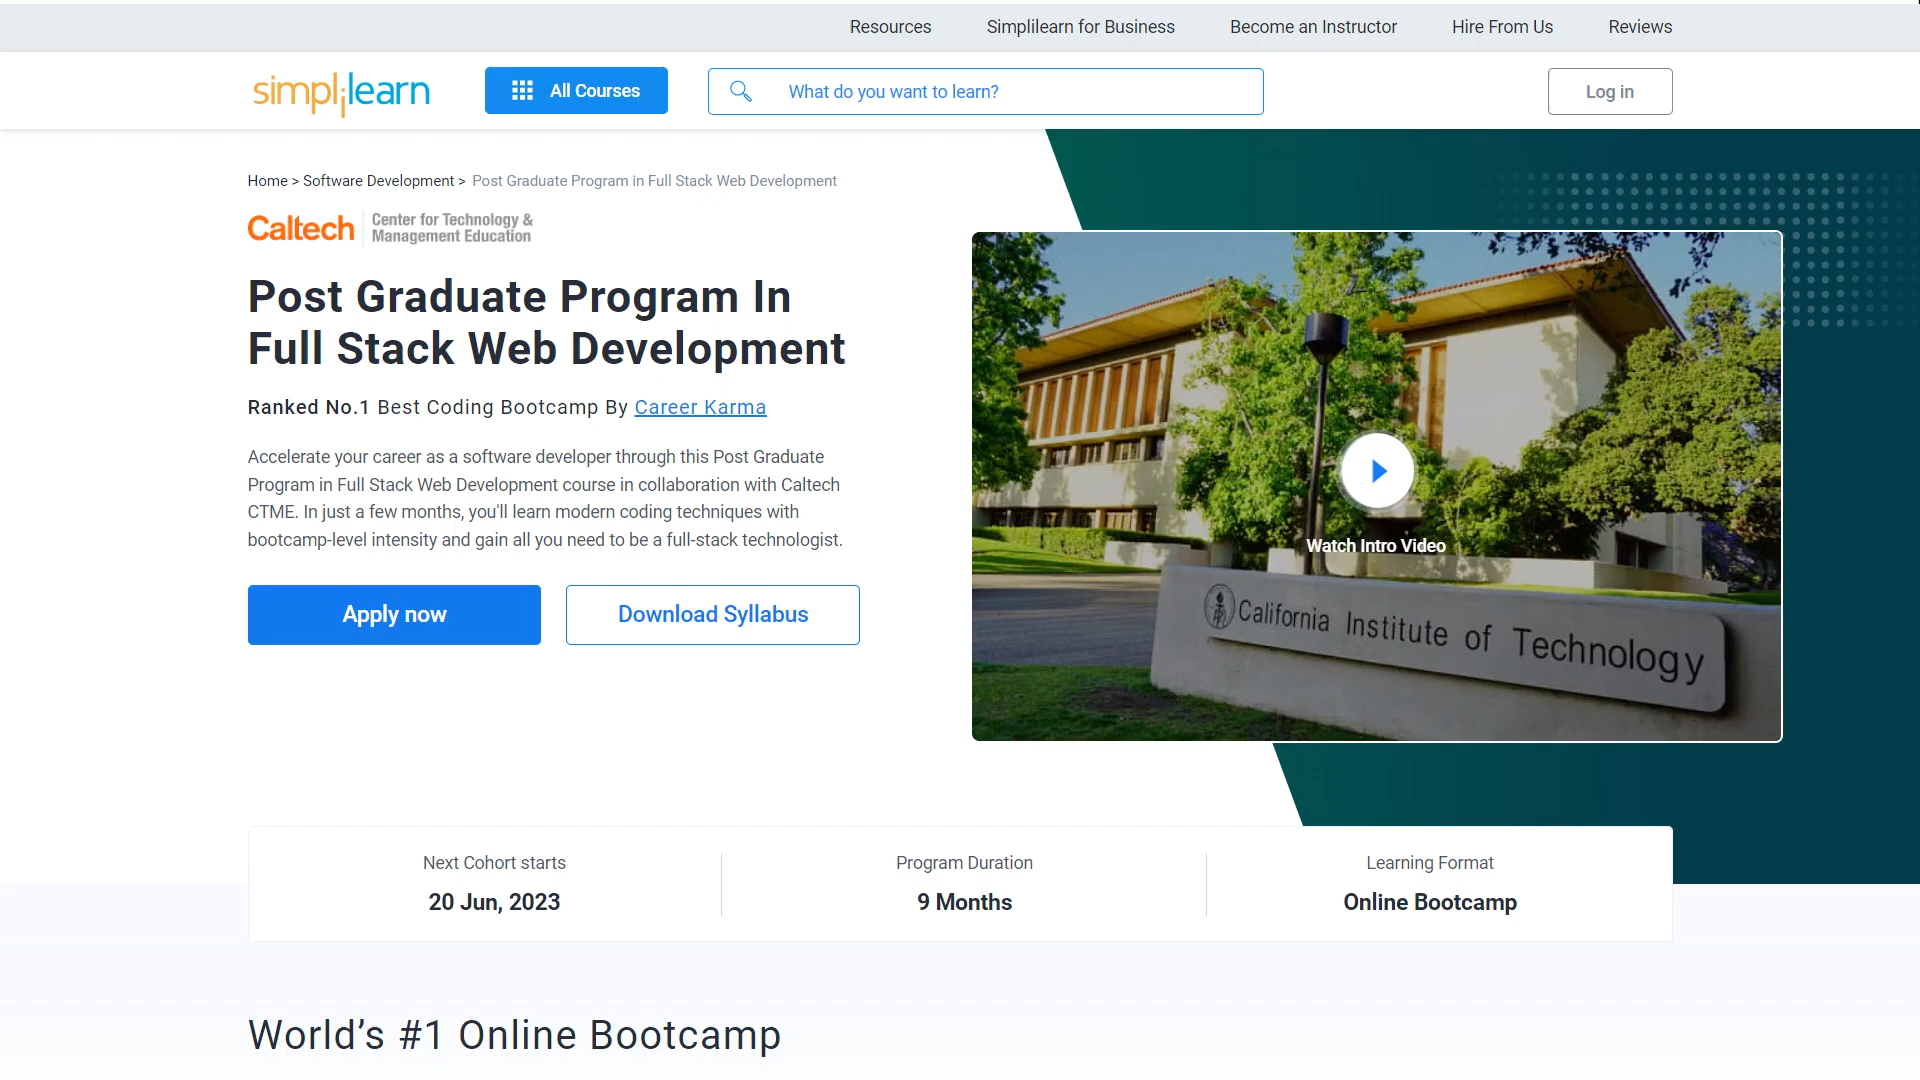 Resources
Simplilearn for Business
Become an Instructor
Hire From Us
Reviews
simplilearn
All Courses
What do you want to learn?
Log in
Home > Software Development > Post Graduate Program in Full Stack Web Development
Caltech
Center for Technology &
Management Education
Post Graduate Program In
Full Stack Web Development
Ranked No.1 Best Coding Bootcamp By Career Karma
Accelerate your career as a software developer through this Post Graduate
Program in Full Stack Web Development course in collaboration with Caltech
CTME. In just a few months, you'll learn modern coding techniques with
bootcamp-level intensity and gain all you need to be a full-stack technologist.
Apply now
Download Syllabus
Watch Intro Video
California Institute of Technology
Next Cohort starts
20 Jun, 2023
Program Duration
9 Months
Learning Format
Online Bootcamp
World’s #1 Online Bootcamp